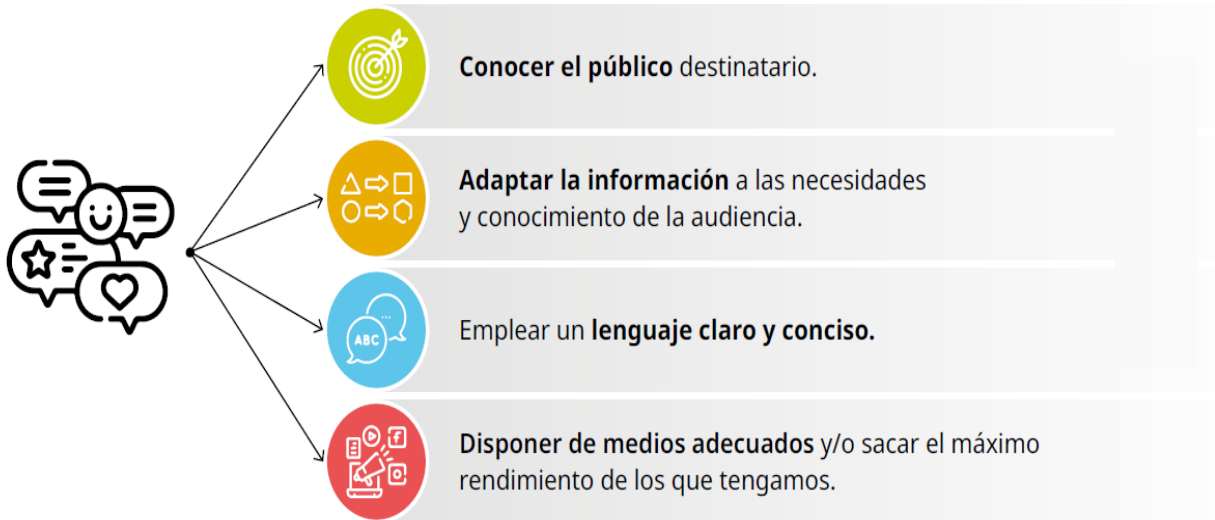 Conocer el público destinatario.
Adaptar la información a las necesidades
y conocimiento de la audiencia.
ABC
Emplear un lenguaje claro y conciso.
Disponer de medios adecuados y/o sacar el máximo
rendimiento de los que tengamos.